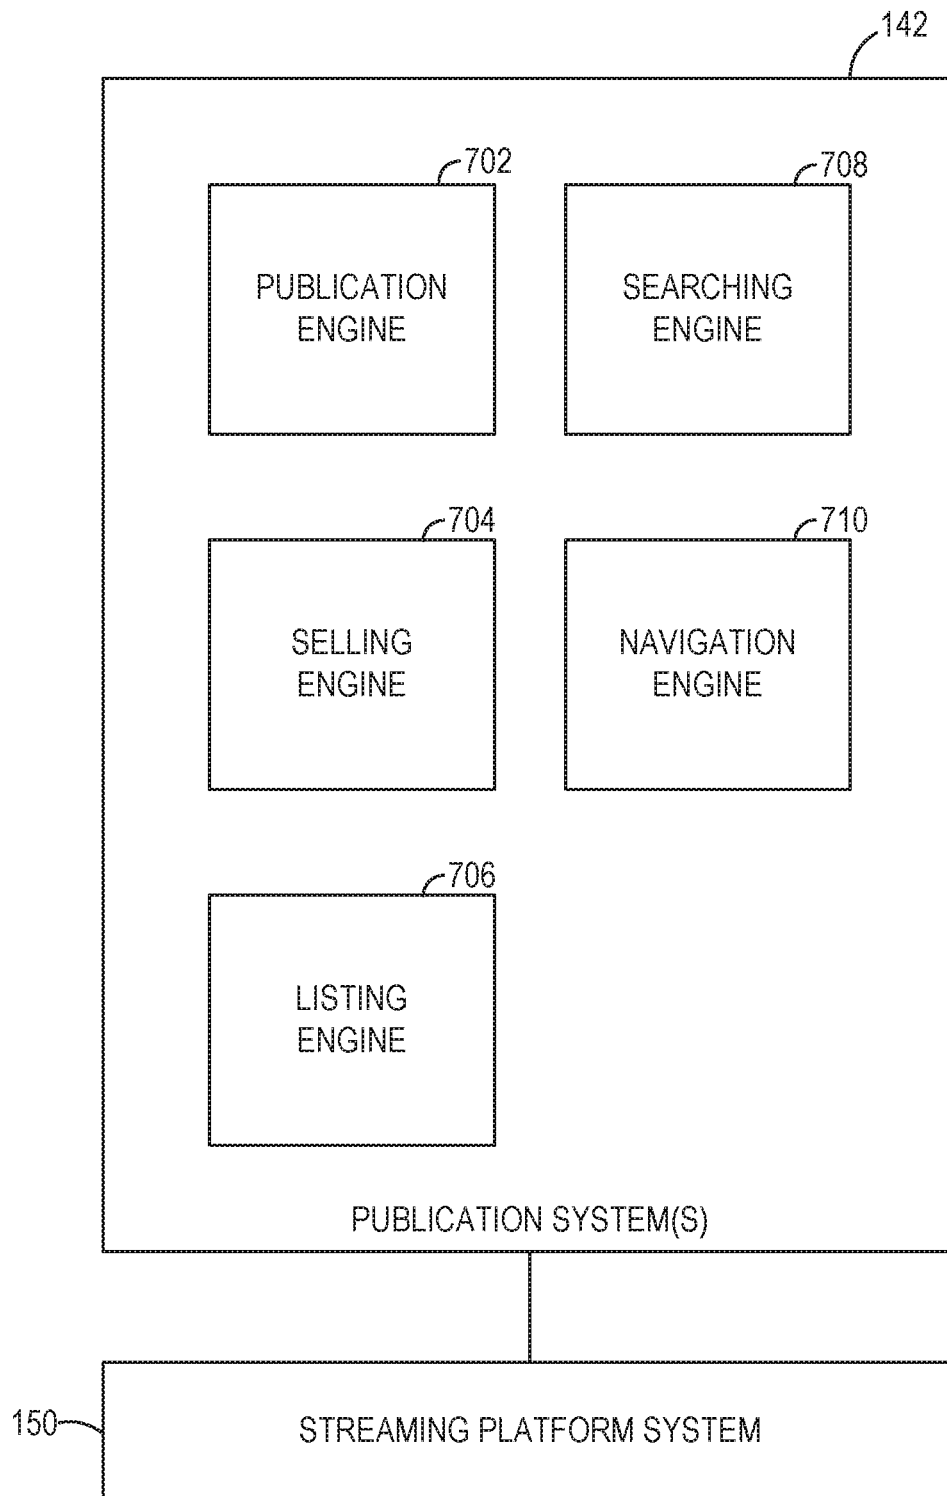 142
702
708
PUBLICATION
ENGINE
SEARCHING
ENGINE
704
710
SELLING
ENGINE
NAVIGATION
ENGINE
706
LISTING
ENGINE
PUBLICATION SYSTEM(S)
150
STREAMING PLATFORM SYSTEM